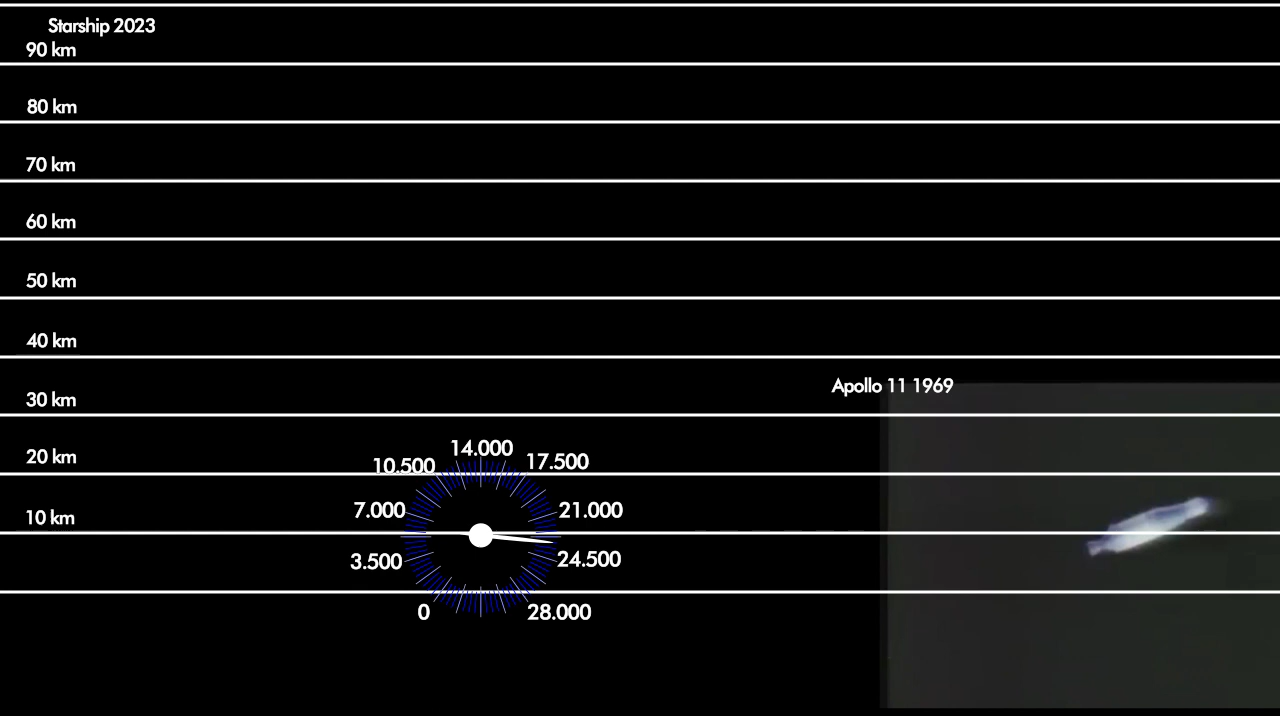 Starship 2023
90 km
80 km
70 km
60 km
50 km
40 km
Apollo 11 1969
30 km
20 km
14.000
10.500
17.500
7.000
21.000
10 km
3.500
24.500
0
28.000